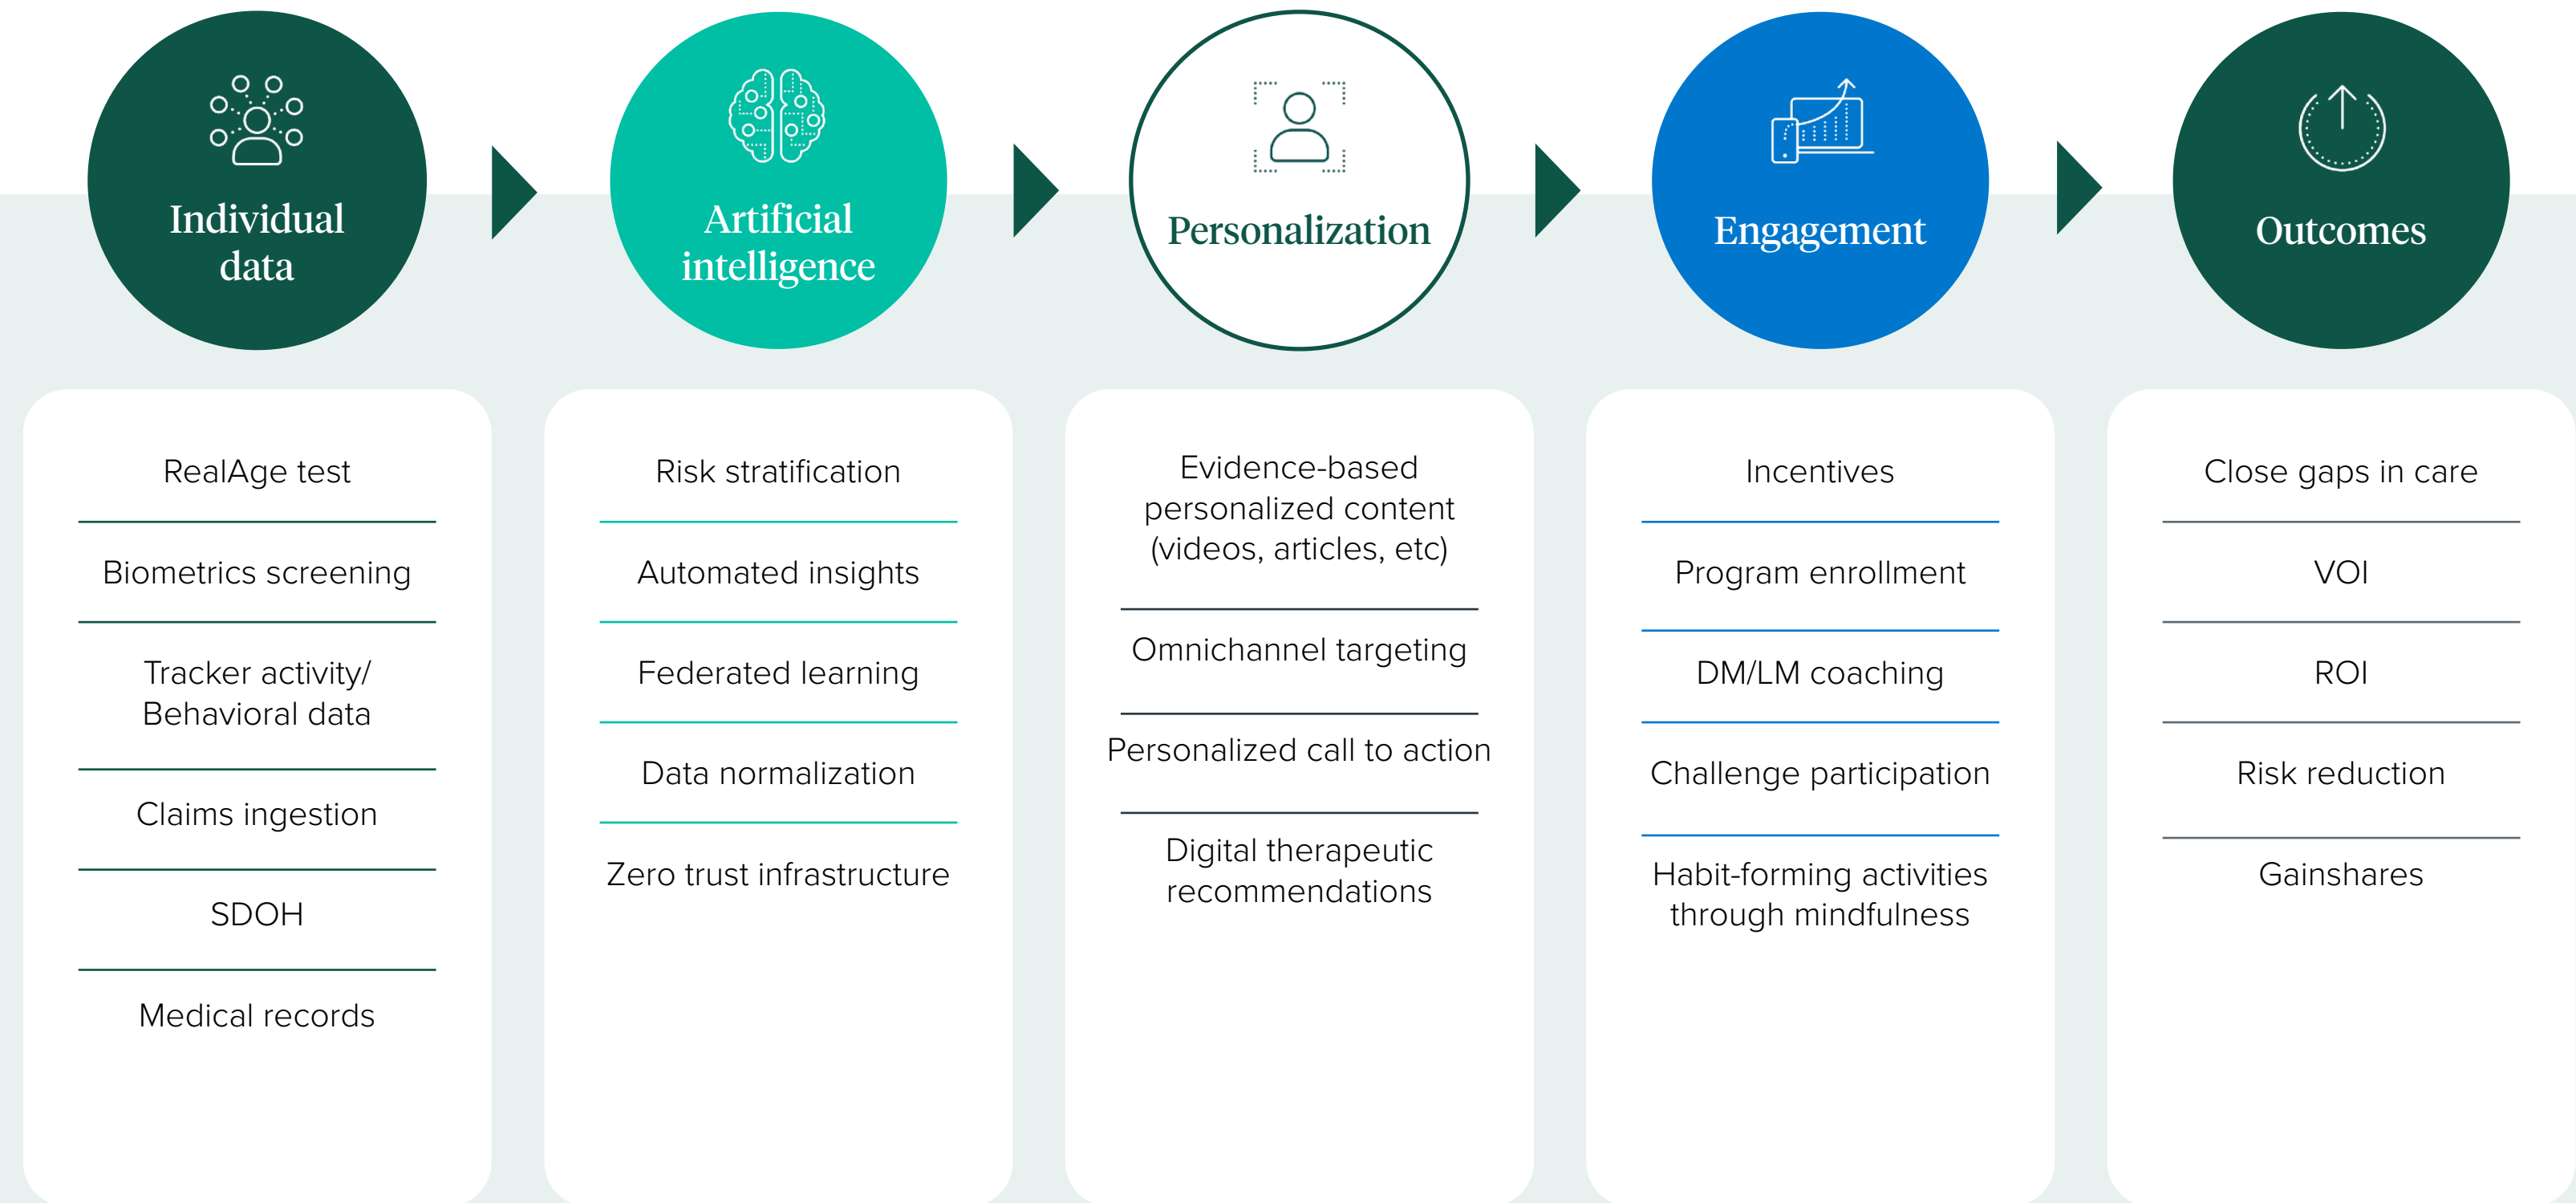 Individual
data
Artificial
intelligence
Personalization
Engagement
Outcomes
RealAge test
Biometrics screening
Tracker activity/
Behavioral data
Claims ingestion
SDOH
Medical records
Risk stratification
Automated insights
Federated learning
Data normalization
Zero trust infrastructure
Evidence-based
personalized content
(videos, articles, etc)
Omnichannel targeting
Personalized call to action
Digital therapeutic
recommendations
Incentives
Program enrollment
DM/LM coaching
Challenge participation
Habit-forming activities
through mindfulness
Close gaps in care
VOI
ROI
Risk reduction
Gainshares